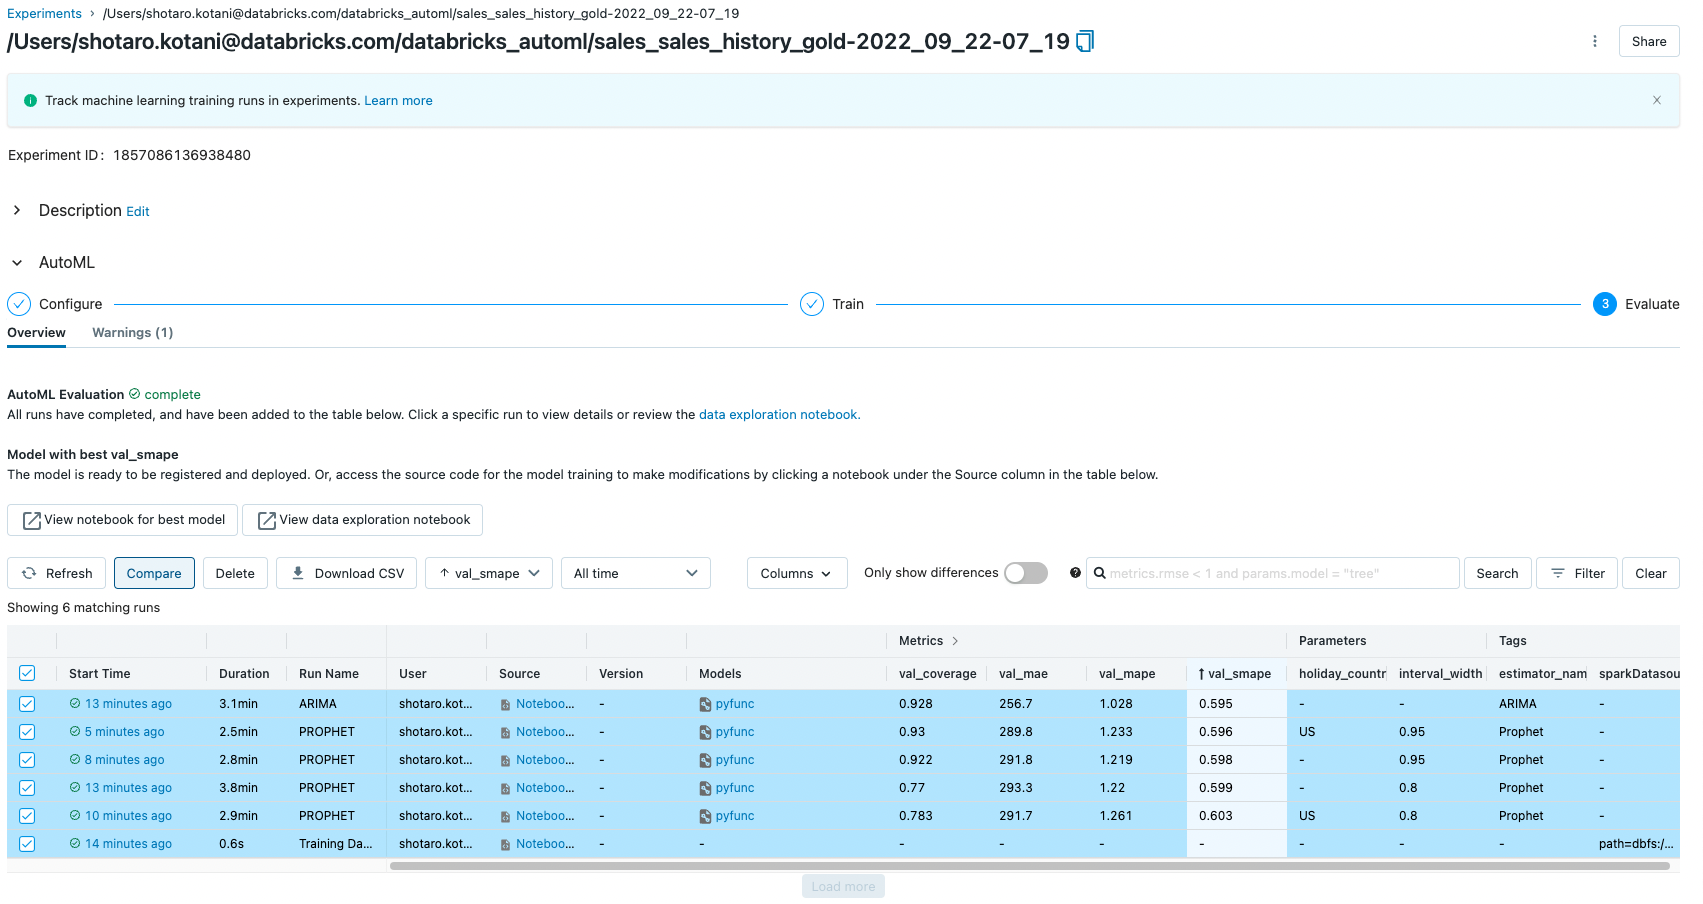 Experiments › /Users/shotaro.kotani@databricks.com/databricks_automl/sales_sales_history_gold-2022_09_22-07_19
/Users/shotaro.kotani@databricks.com/databricks_automl/sales_sales_history_gold-2022_09_22-07_19
Share
Track machine learning training runs in experiments. Learn more
Experiment ID: 1857086136938480
Description Edit
AutoML
Configure Train 3 Evaluate
Overview Warnings (1)
AutoML Evaluation complete
All runs have completed, and have been added to the table below. Click a specific run to view details or review the data exploration notebook.
Model with best val_smape
The model is ready to be registered and deployed. Or, access the source code for the model training to make modifications by clicking a notebook under the Source column in the table below.
View notebook for best model View data exploration notebook
Refresh Compare Delete Download CSV ↑ val_smape All time Columns Only show differences metrics.rmse < 1 and params.model = "tree" Search Filter Clear
Showing 6 matching runs
Metrics > Parameters Tags
Start Time Duration Run Name User Source Version Models val_coverage val_mae val_mape ↑ val_smape holiday_countr interval_width estimator_nam sparkDatasou
13 minutes ago 3.1min ARIMA shotaro.kot... Noteboo... - pyfunc 0.928 256.7 1.028 0.595 - - ARIMA -
5 minutes ago 2.5min PROPHET shotaro.kot... Noteboo... - pyfunc 0.93 289.8 1.233 0.596 US 0.95 Prophet -
8 minutes ago 2.8min PROPHET shotaro.kot... Noteboo... - pyfunc 0.922 291.8 1.219 0.598 - 0.95 Prophet -
13 minutes ago 3.8min PROPHET shotaro.kot... Noteboo... - pyfunc 0.77 293.3 1.22 0.599 - 0.8 Prophet -
10 minutes ago 2.9min PROPHET shotaro.kot... Noteboo... - pyfunc 0.783 291.7 1.261 0.603 US 0.8 Prophet -
14 minutes ago 0.6s Training Da... shotaro.kot... Noteboo... - - - - - - - - - path=dbfs:/...
Load more